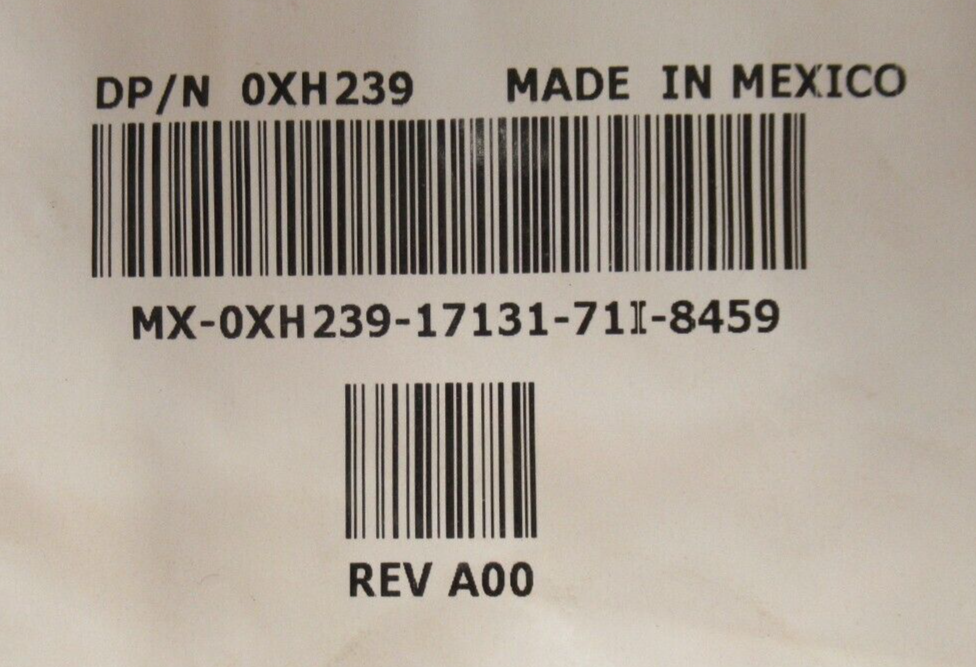 DP/N 0XH239 MADE IN MEXICO
MX-0XH239-17131-71I-8459
REV A00